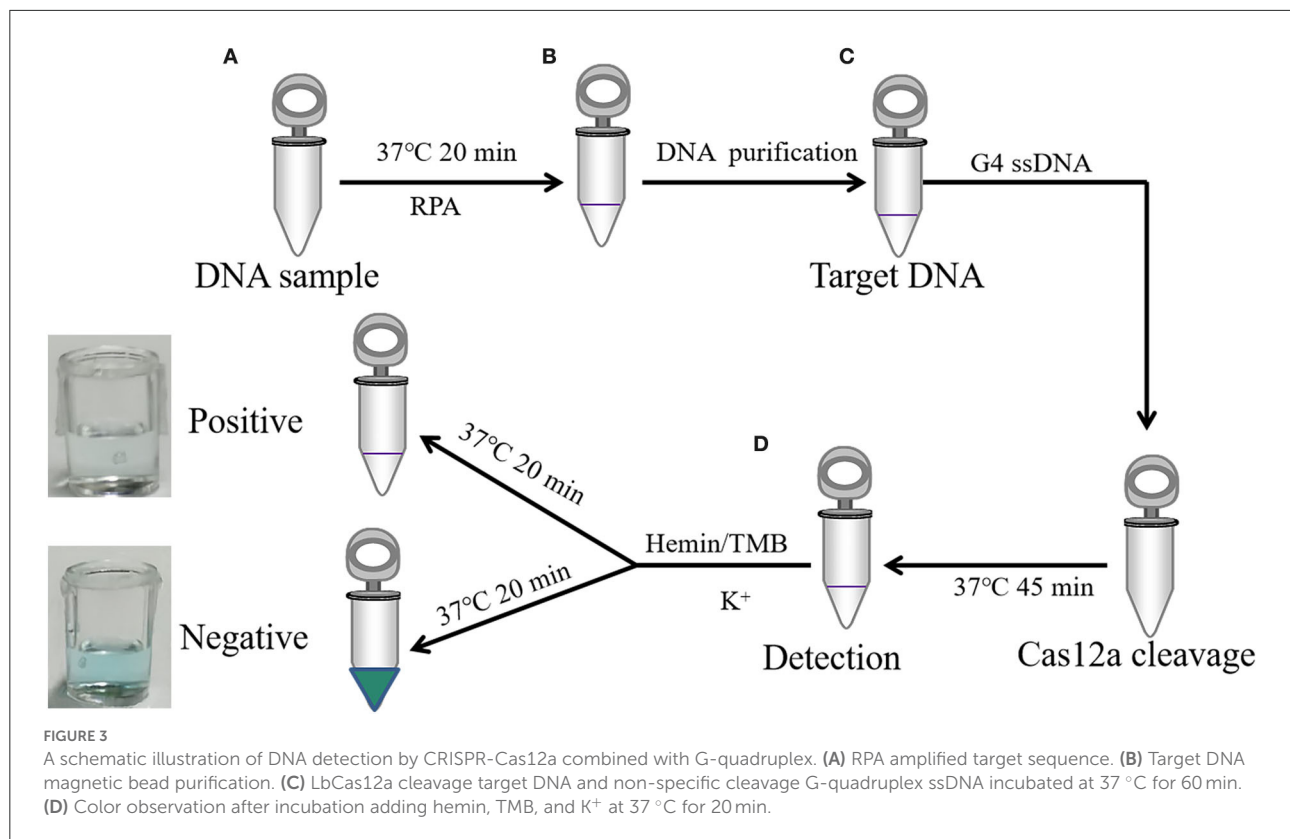 A
B
C
37°C 20 min
RPA
DNA purification
G4 ssDNA
DNA sample
Target DNA
Positive
37°C 20 min
D
Hemin/TMB
K⁺
37°C 20 min
37°C 45 min
Negative
Detection
Cas12a cleavage
FIGURE 3
A schematic illustration of DNA detection by CRISPR-Cas12a combined with G-quadruplex. (A) RPA amplified target sequence. (B) Target DNA
magnetic bead purification. (C) LbCas12a cleavage target DNA and non-specific cleavage G-quadruplex ssDNA incubated at 37 °C for 60 min.
(D) Color observation after incubation adding hemin, TMB, and K⁺ at 37 °C for 20 min.